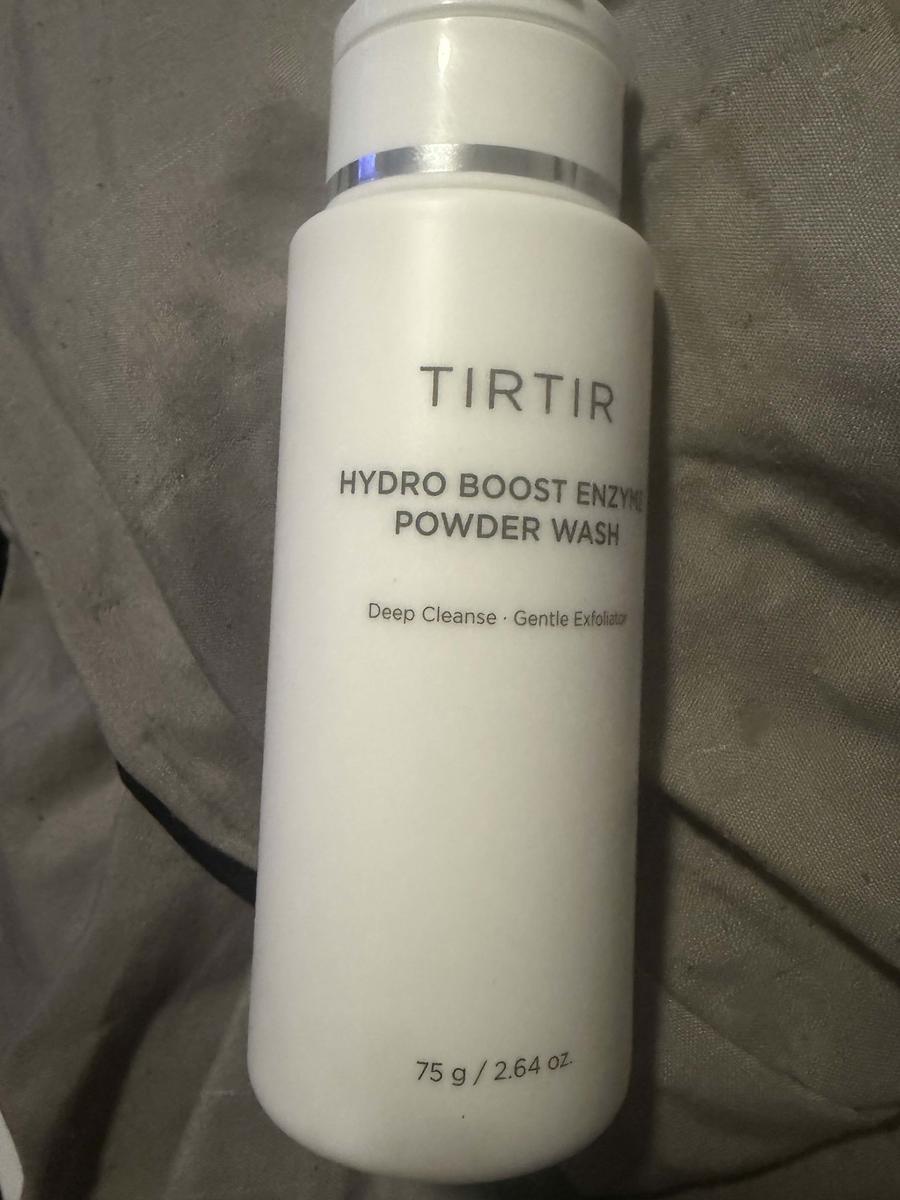 TIRTIR
HYDRO BOOST ENZYME
POWDER WASH
Deep Cleanse · Gentle Exfoliator
75 g / 2.64 oz.